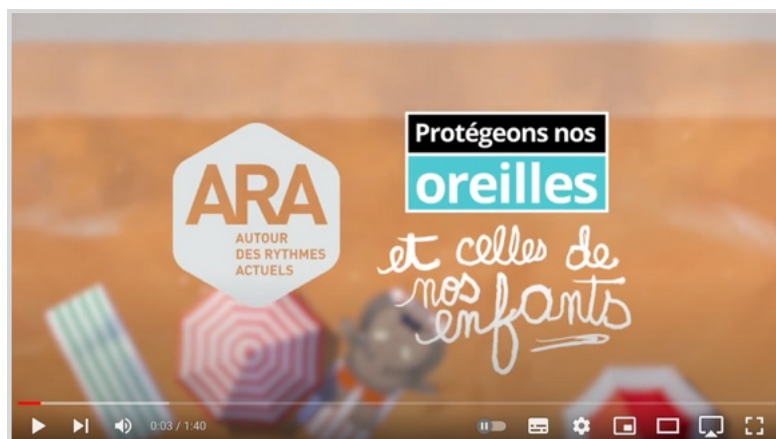 ARA
AUTOUR
DES RYTHMES
ACTUELS
Protégeons nos
oreilles
et celles de
nos
enfants
0:03 / 1:40